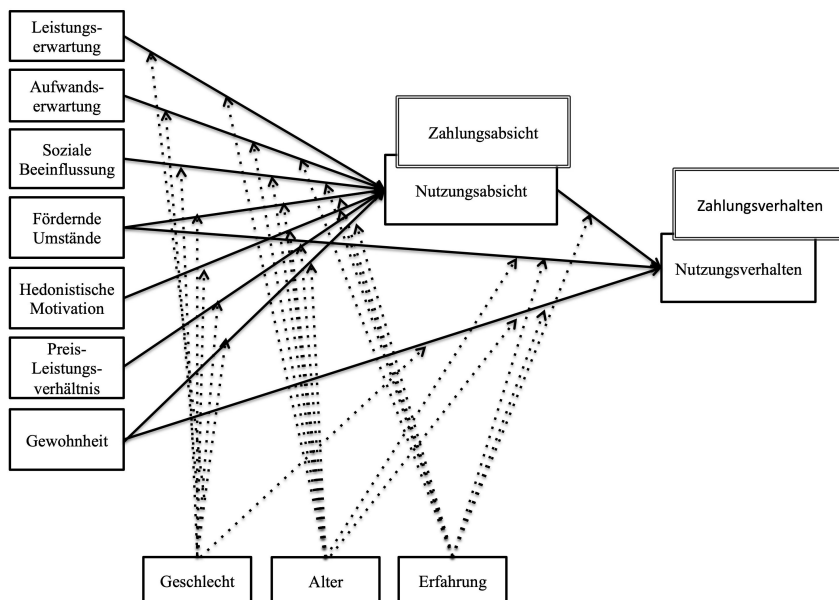 Leistungs-
erwartung
Aufwands-
erwartung
Soziale
Beeinflussung
Fördernde
Umstände
Hedonistische
Motivation
Preis-
Leistungs-
verhältnis
Gewohnheit
Zahlungsabsicht
Nutzungsabsicht
Zahlungsverhalten
Nutzungsverhalten
Geschlecht
Alter
Erfahrung